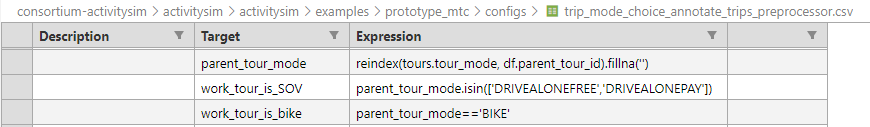 consortium-activitysim > activitysim > activitysim > examples > prototype_mtc > configs > trip_mode_choice_annotate_trips_preprocessor.csv
Description Target Expression
parent_tour_mode reindex(tours.tour_mode, df.parent_tour_id).fillna('')
work_tour_is_SOV parent_tour_mode.isin(['DRIVEALONEFREE','DRIVEALONEPAY'])
work_tour_is_bike parent_tour_mode=='BIKE'